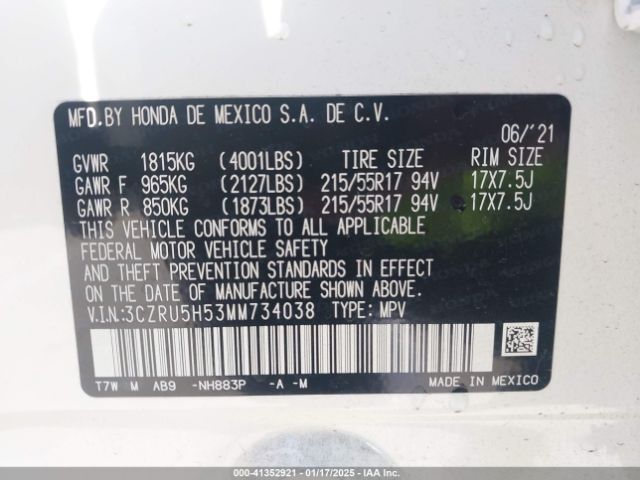 MFD.BY HONDA DE MEXICO S.A. DE C.V.
06/'21
GVWR 1815KG (4001LBS) TIRE SIZE RIM SIZE
GAWR F 965KG (2127LBS) 215/55R17 94V 17X7.5J
GAWR R 850KG (1873LBS) 215/55R17 94V 17X7.5J
THIS VEHICLE CONFORMS TO ALL APPLICABLE
FEDERAL MOTOR VEHICLE SAFETY
AND THEFT PREVENTION STANDARDS IN EFFECT
ON THE DATE OF MANUFACTURE SHOWN ABOVE.
V.I.N.:3CZRU5H53MM734038 TYPE: MPV
T7W M AB9 -NH883P -A -M MADE IN MEXICO
00-41352921 - 01/17/2025 - IAAI.COM